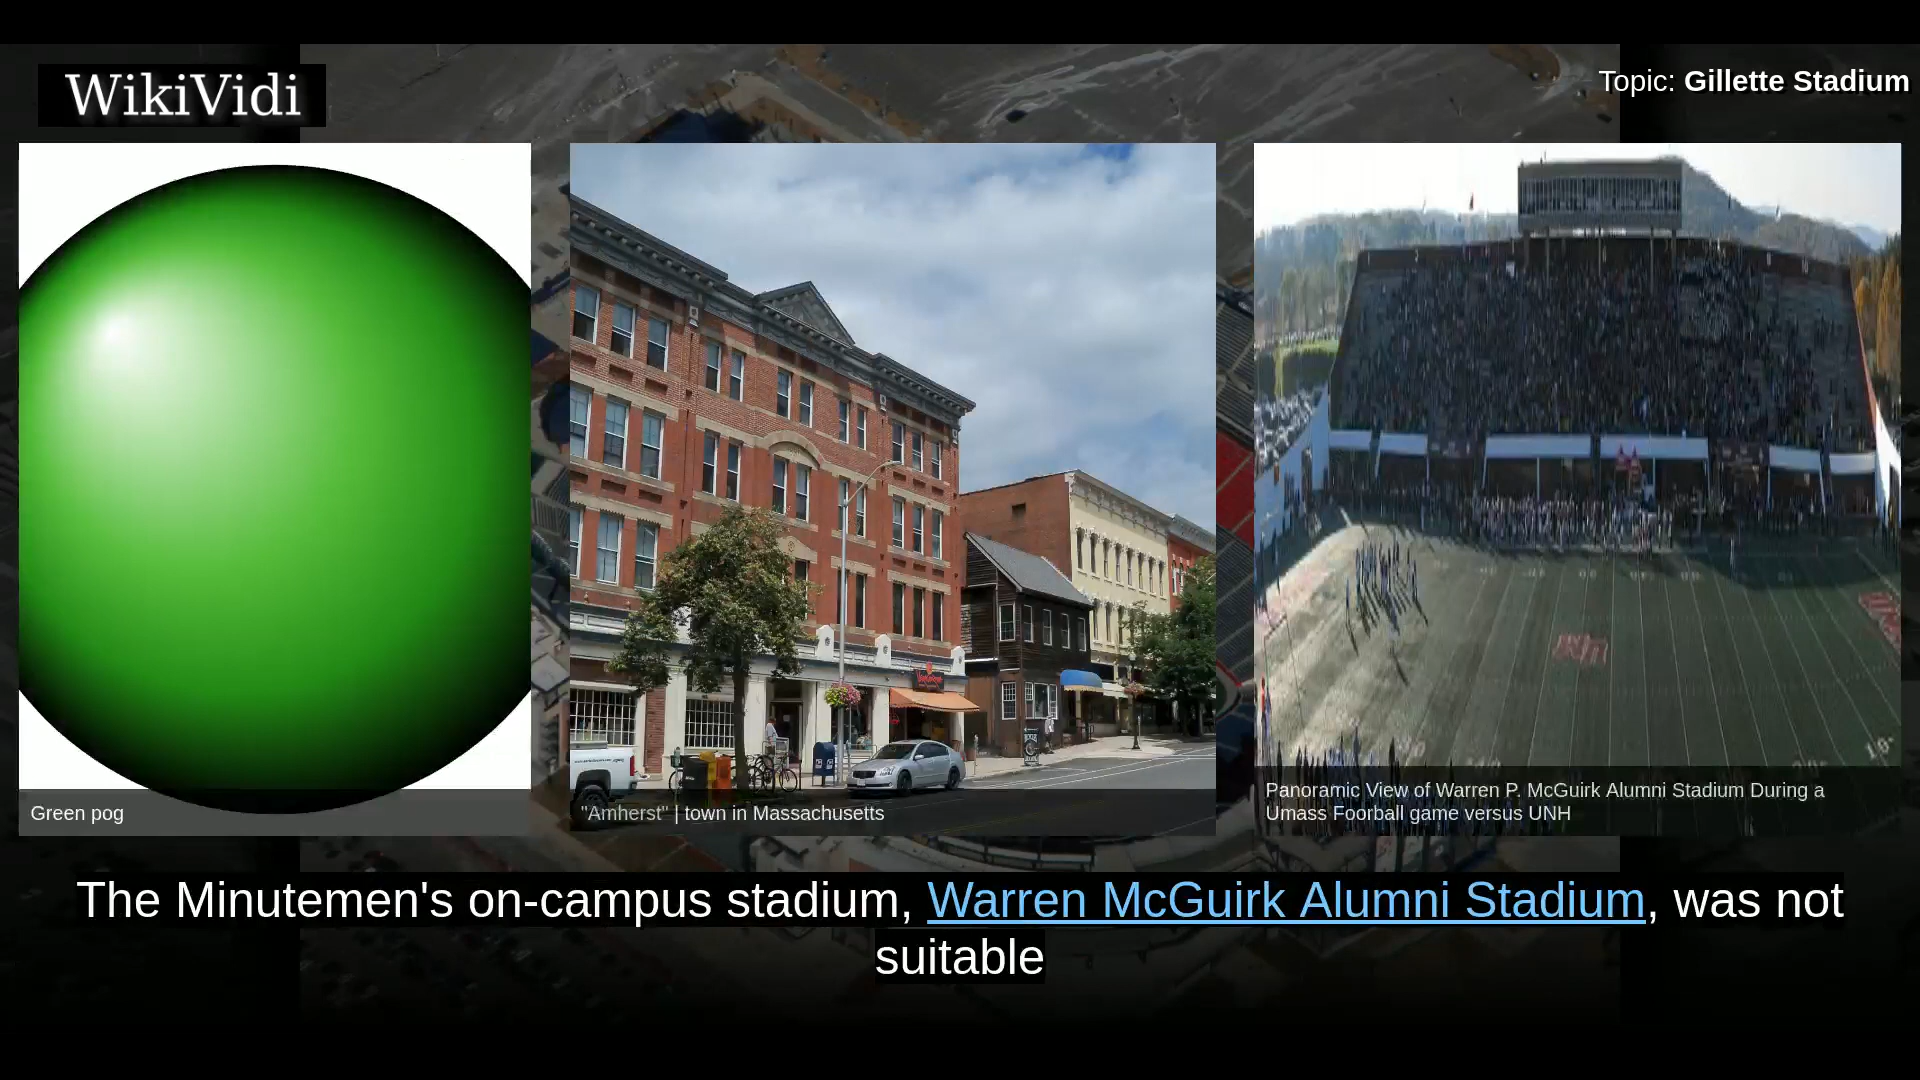 WikiVidi
Topic: Gillette Stadium
Green pog
"Amherst" | town in Massachusetts
Panoramic View of Warren P. McGuirk Alumni Stadium During a
Umass Foorball game versus UNH
The Minutemen's on-campus stadium, Warren McGuirk Alumni Stadium, was not
suitable